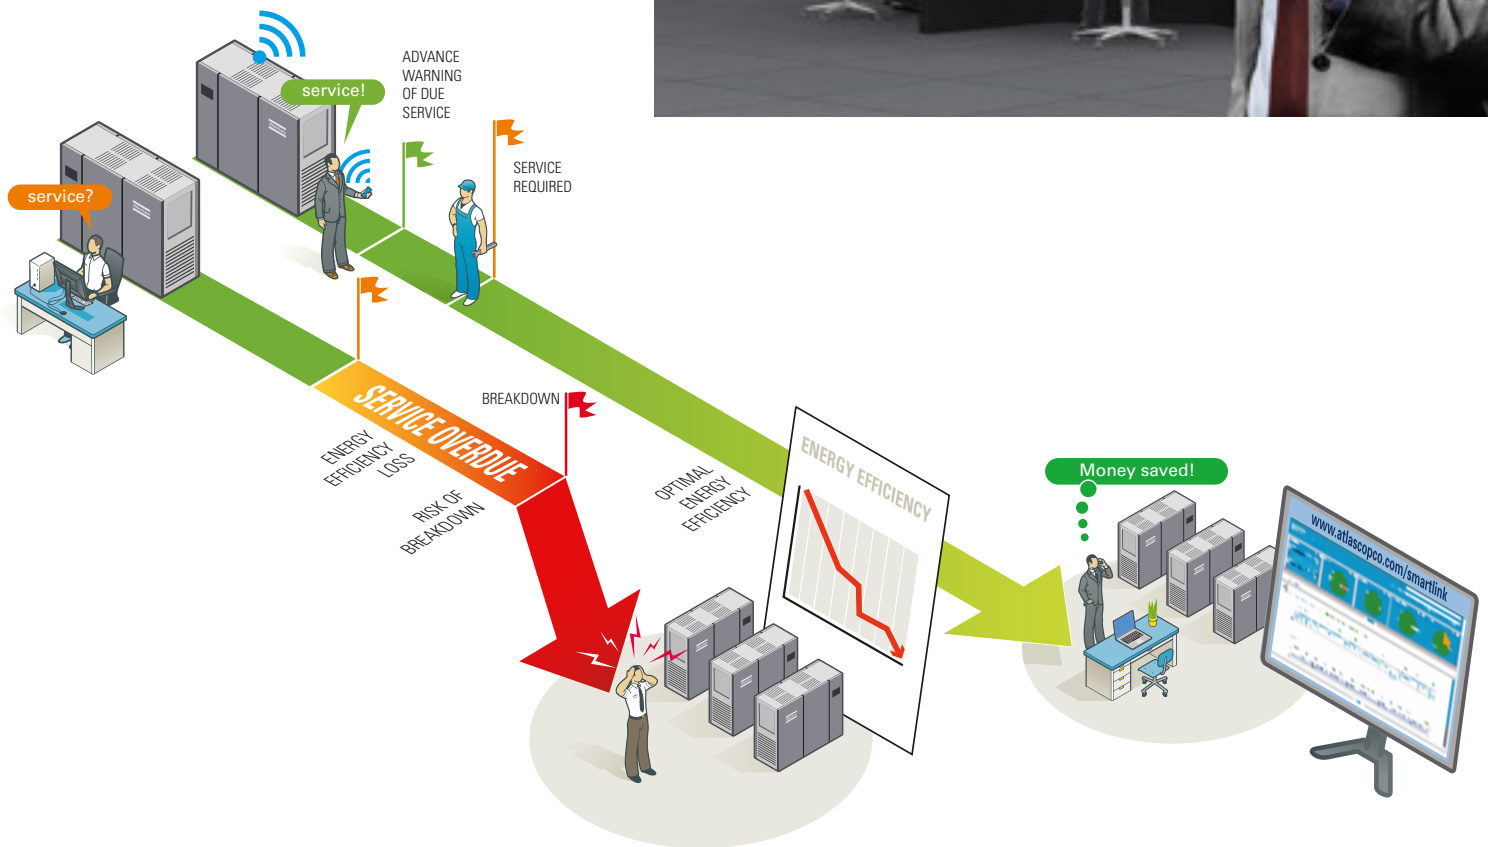 ADVANCE
WARNING
OF DUE
SERVICE
service!
SERVICE
REQUIRED
service?
SERVICE OVERDUE
BREAKDOWN
ENERGY
EFFICIENCY
LOSS
RISK OF
BREAKDOWN
OPTIMAL
ENERGY
EFFICIENCY
ENERGY EFFICIENCY
Money saved!
www.atlascopco.com/smartlink